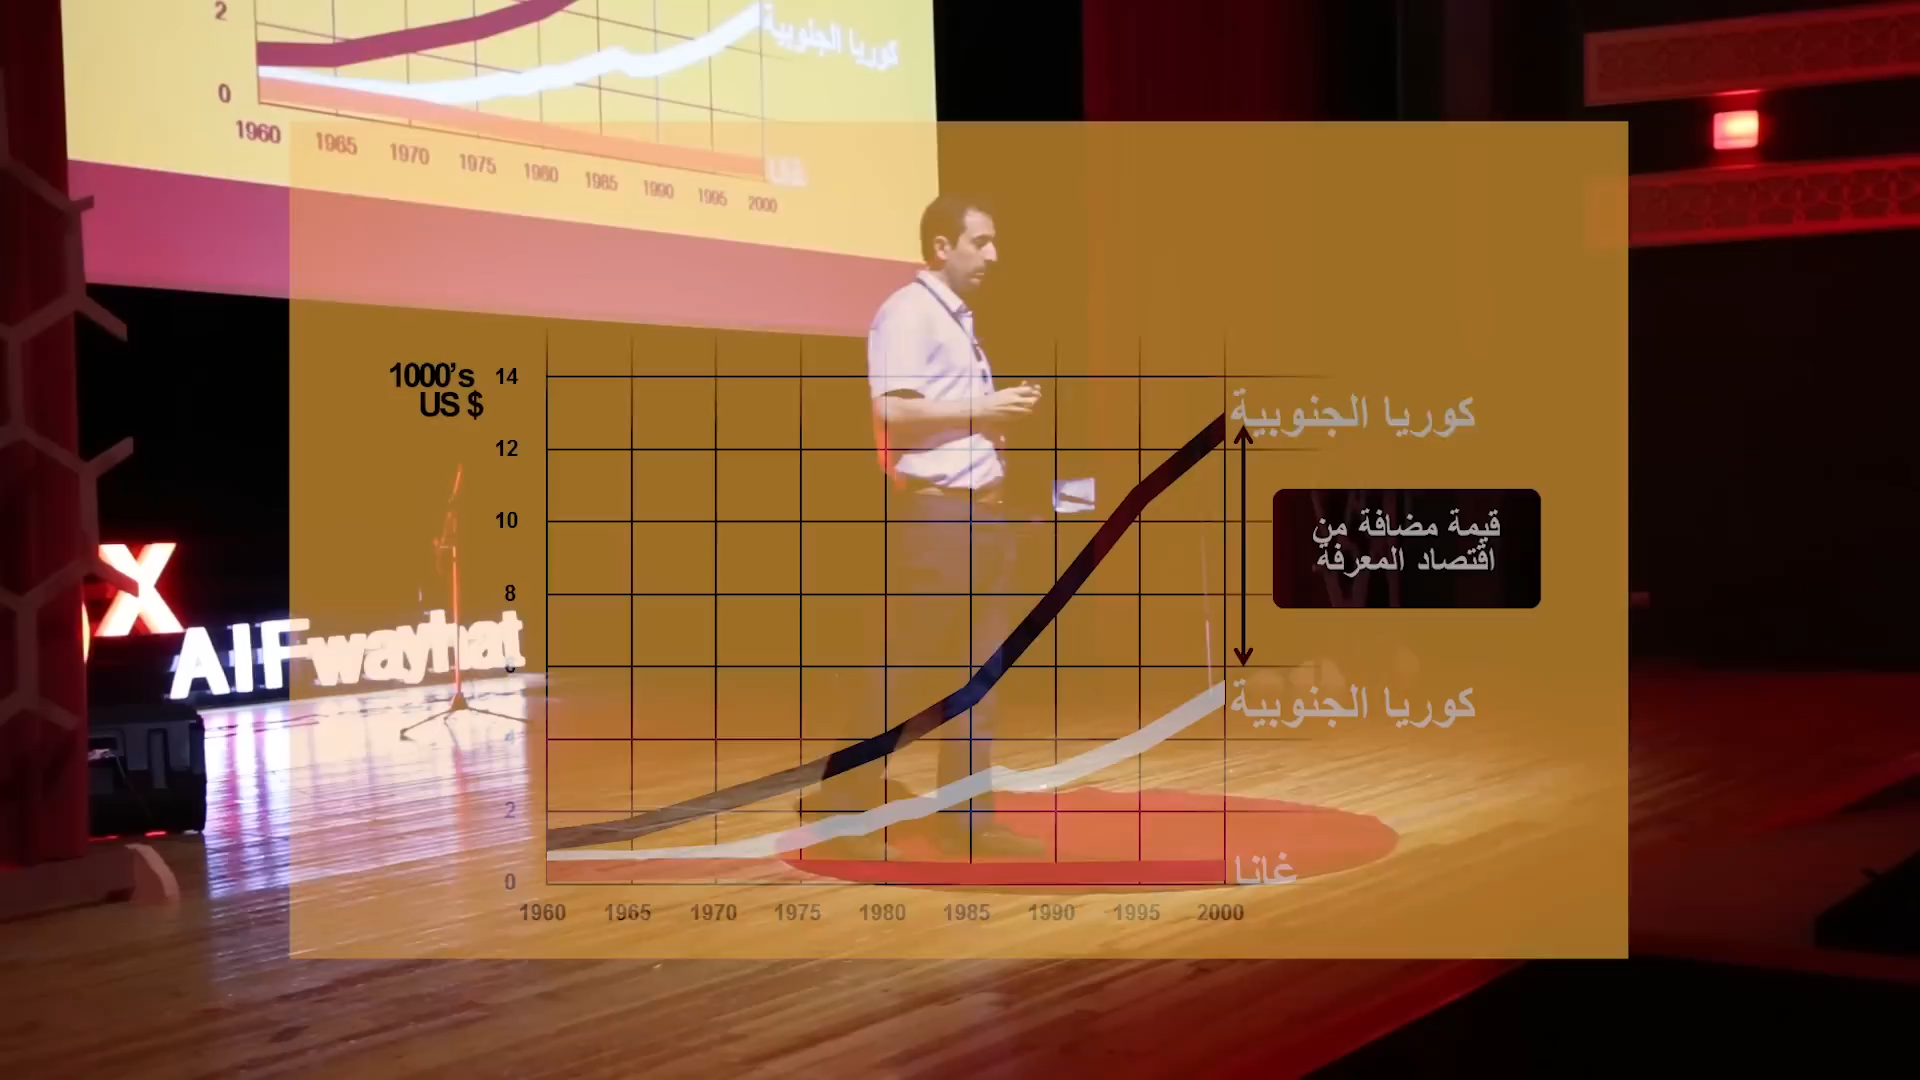 2
0
كوريا الجنوبية
1960 1965 1970 1975 1980 1985 1990 1995 2000
1000's
US $
14
12
10
8
6
4
2
0
كوريا الجنوبية
قيمة مضافة من
اقتصاد المعرفة
كوريا الجنوبية
غانا
1960 1965 1970 1975 1980 1985 1990 1995 2000
X
AlFwayhat